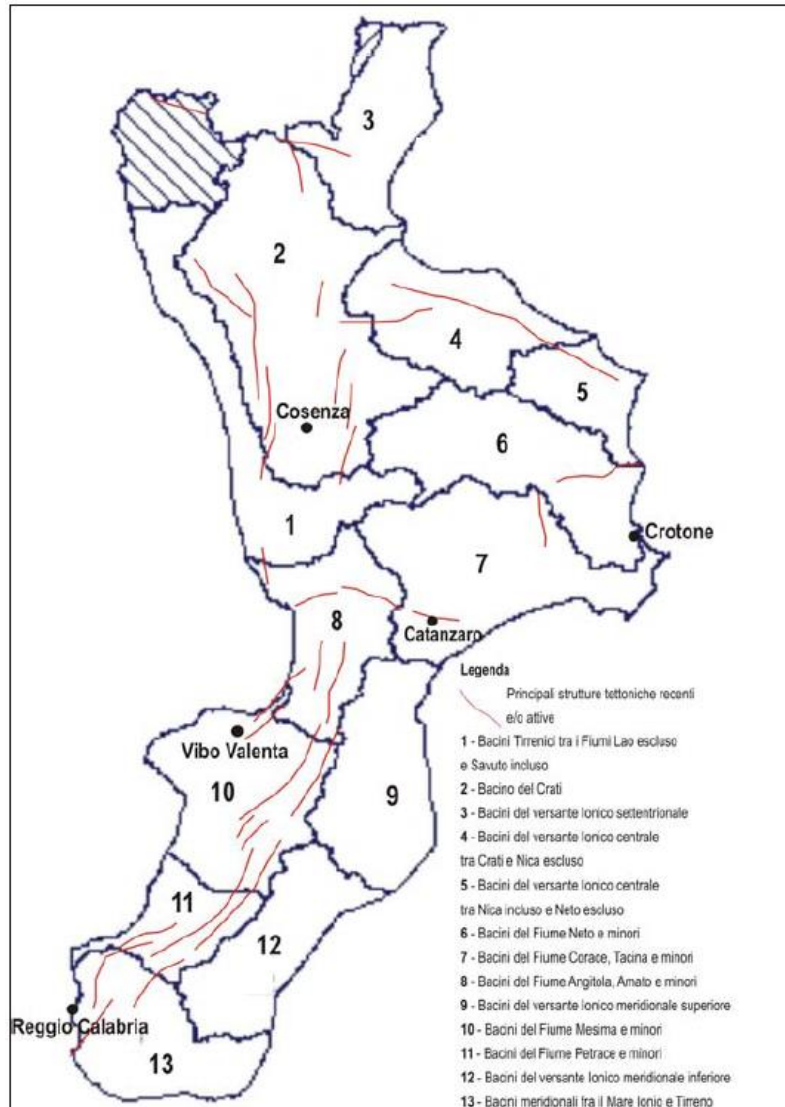 3
2
4
5
Cosenza
6
1
Crotone
7
8
Catanzaro
Vibo Valenta
10
9
11
12
Reggio Calabria
13
Legenda
Principali strutture tettoniche recenti
e/o attive
1 - Bacini Tirrenici tra i Fiumi Lao escluso
e Savuto incluso
2 - Bacino del Crati
3 - Bacini del versante Ionico settentrionale
4 - Bacini del versante Ionico centrale
tra Crati e Nica escluso
5 - Bacini del versante Ionico centrale
tra Nica incluso e Neto escluso
6 - Bacini del Fiume Neto e minori
7 - Bacini del Fiume Corace, Tacina e minori
8 - Bacini del Fiume Angitola, Amato e minori
9 - Bacini del versante Ionico meridionale superiore
10 - Bacini del Fiume Mesima e minori
11 - Bacini del Fiume Petrace e minori
12 - Bacini del versante Ionico meridionale inferiore
13 - Bacini meridionali fra il Mare Ionio e Tirreno